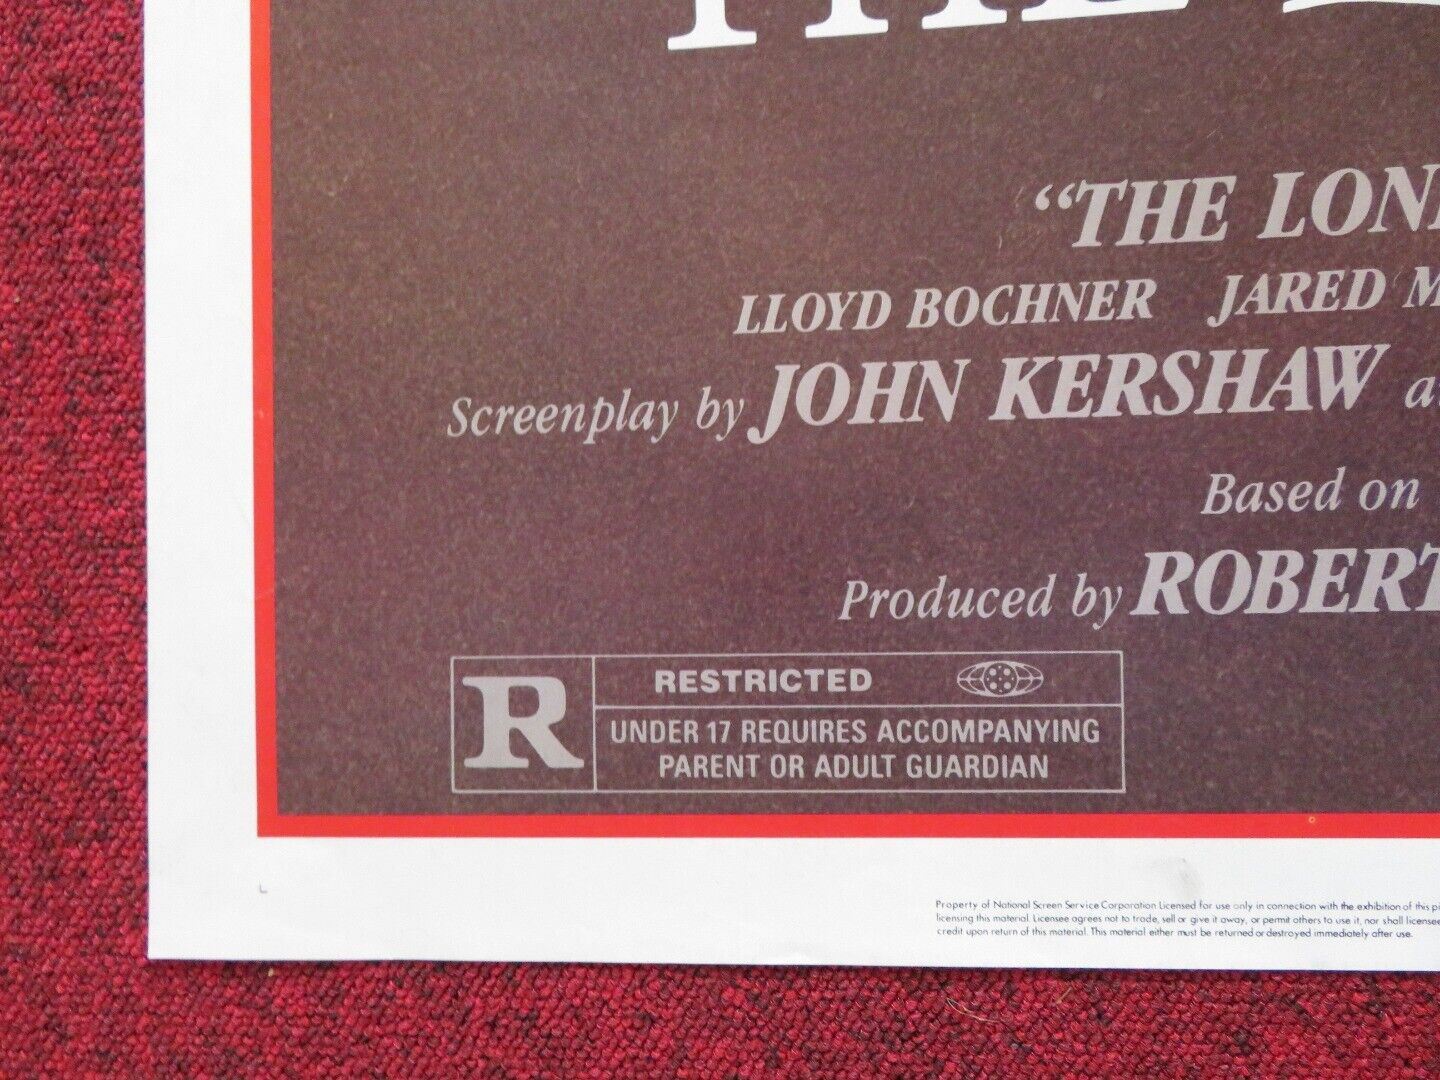 THE
"THE LON
LLOYD BOCHNER JARED M
Screenplay by JOHN KERSHAW a
Based on
Produced by ROBERT
R
RESTRICTED
UNDER 17 REQUIRES ACCOMPANYING
PARENT OR ADULT GUARDIAN
Property of National Screen Service Corporation Licensed for use only in connection with the exhibition of this pi
licensing this material. Licensee agrees not to trade, sell or give it away, or permit others to use it, nor shall licensee
credit upon return of this material. This material either must be returned or destroyed immediately after use.